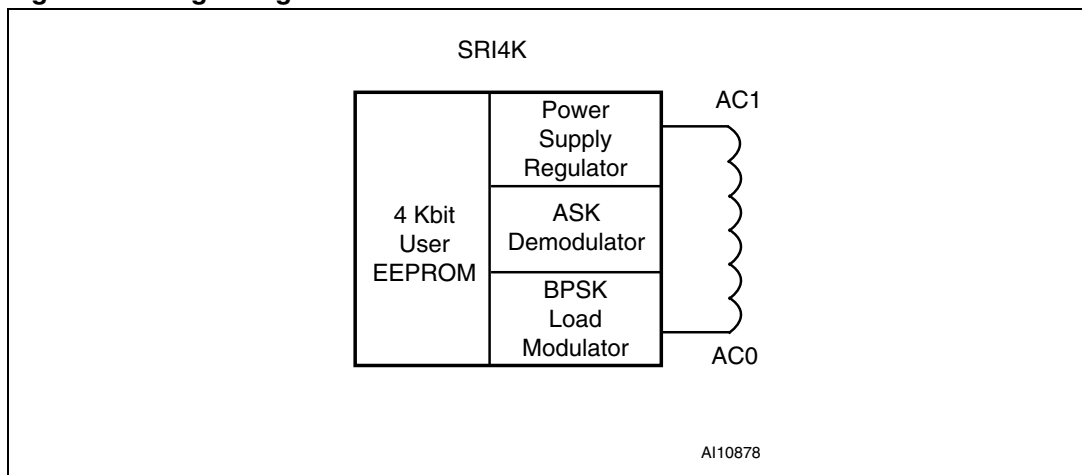 SRI4K
AC1
Power
Supply
Regulator
4 Kbit
User
EEPROM
ASK
Demodulator
BPSK
Load
Modulator
AC0
AI10878